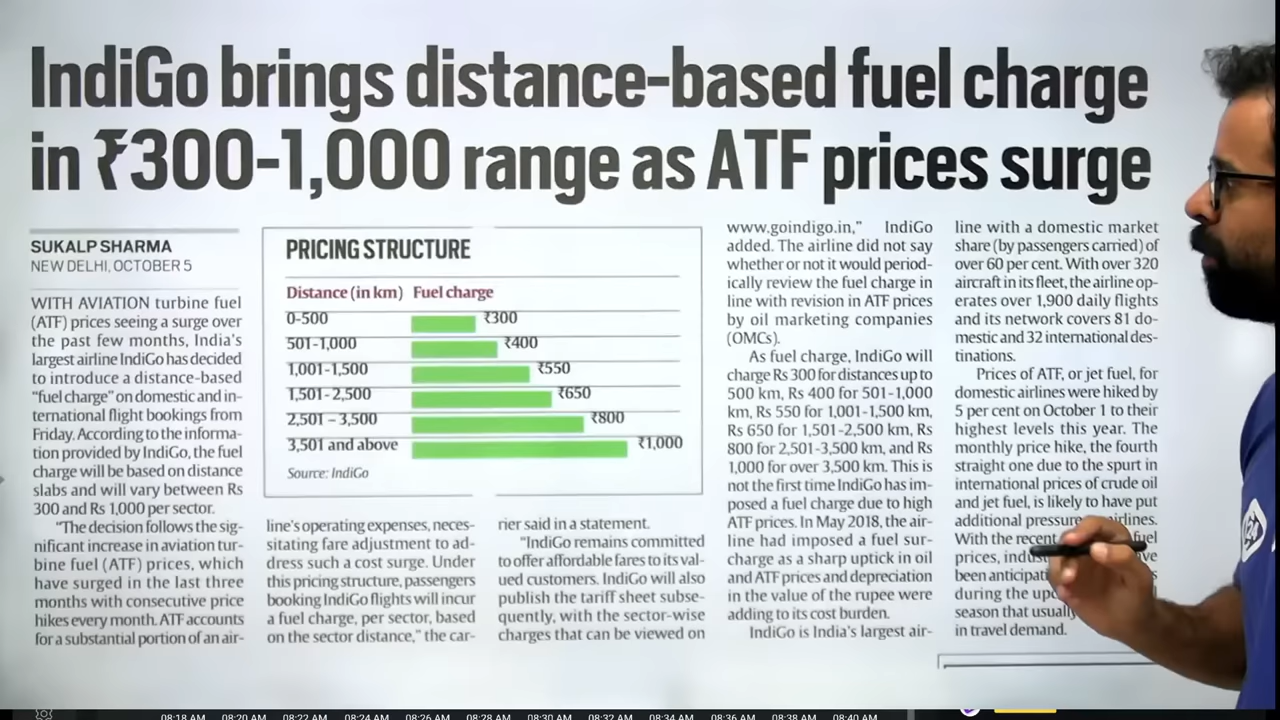 IndiGo brings distance-based fuel charge
in ₹300-1,000 range as ATF prices surge
SUKALP SHARMA
NEW DELHI, OCTOBER 5
WITH AVIATION turbine fuel
(ATF) prices seeing a surge over
the past few months, India's
largest airline IndiGo has decided
to introduce a distance-based
"fuel charge" on domestic and in-
ternational flight bookings from
Friday. According to the informa-
tion provided by IndiGo, the fuel
charge will be based on distance
slabs and will vary between Rs
300 and Rs 1,000 per sector.
"The decision follows the sig-
nificant increase in aviation tur-
bine fuel (ATF) prices, which
have surged in the last three
months with consecutive price
hikes every month. ATF accounts
for a substantial portion of an air-
PRICING STRUCTURE
Distance (in km) Fuel charge
0-500 ₹300
501-1,000 ₹400
1,001-1,500 ₹550
1,501-2,500 ₹650
2,501 – 3,500 ₹800
3,501 and above ₹1,000
Source: IndiGo
line's operating expenses, neces-
sitating fare adjustment to ad-
dress such a cost surge. Under
this pricing structure, passengers
booking IndiGo flights will incur
a fuel charge, per sector, based
on the sector distance," the car-
rier said in a statement.
"IndiGo remains committed
to offer affordable fares to its val-
ued customers. IndiGo will also
publish the tariff sheet subse-
quently, with the sector-wise
charges that can be viewed on
www.goindigo.in," IndiGo
added. The airline did not say
whether or not it would period-
ically review the fuel charge in
line with revision in ATF prices
by oil marketing companies
(OMCs).
As fuel charge, IndiGo will
charge Rs 300 for distances up to
500 km, Rs 400 for 501-1,000
km, Rs 550 for 1,001-1,500 km,
Rs 650 for 1,501-2,500 km, Rs
800 for 2,501-3,500 km, and Rs
1,000 for over 3,500 km. This is
not the first time IndiGo has im-
posed a fuel charge due to high
ATF prices. In May 2018, the air-
line had imposed a fuel sur-
charge as a sharp uptick in oil
and ATF prices and depreciation
in the value of the rupee were
adding to its cost burden.
IndiGo is India's largest air-
line with a domestic market
share (by passengers carried) of
over 60 per cent. With over 320
aircraft in its fleet, the airline op-
erates over 1,900 daily flights
and its network covers 81 do-
mestic and 32 international des-
tinations.
Prices of ATF, or jet fuel, for
domestic airlines were hiked by
5 per cent on October 1 to their
highest levels this year. The
monthly price hike, the fourth
straight one due to the spurt in
international prices of crude oil
and jet fuel, is likely to have put
additional pressure airlines.
With the recent fuel
prices,
been
during the
season that usually
in travel demand.
08:18 AM 08:20 AM 08:22 AM 08:24 AM 08:26 AM 08:28 AM 08:30 AM 08:32 AM 08:34 AM 08:36 AM 08:38 AM 08:40 AM